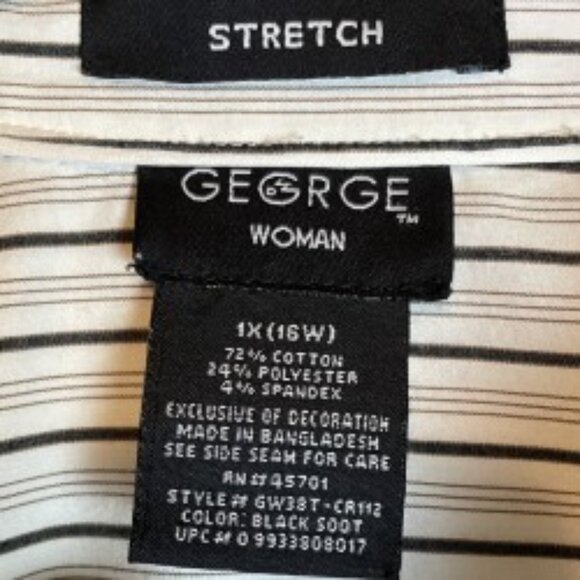 STRETCH
GEORGE
TM
WOMAN
1X (16W)
72% COTTON
24% POLYESTER
4% SPANDEX
EXCLUSIVE OF DECORATION
MADE IN BANGLADESH
SEE SIDE SEAM FOR CARE
RN# 45701
STYLE# GW38T-CR112
COLOR: BLACK SOOT
UPC# 0 9933808017